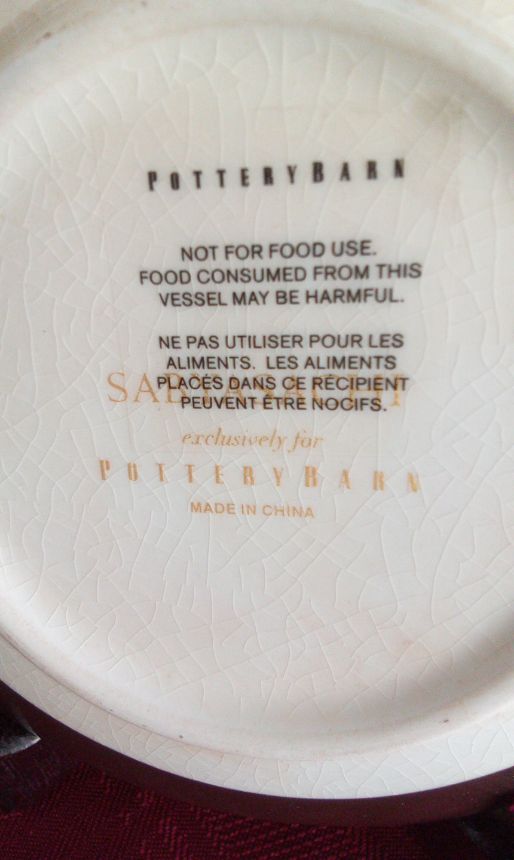 POTTERYBARN
NOT FOR FOOD USE.
FOOD CONSUMED FROM THIS
VESSEL MAY BE HARMFUL.
NE PAS UTILISER POUR LES
ALIMENTS. LES ALIMENTS
PLACÉS DANS CE RÉCIPIENT
PEUVENT ÊTRE NOCIFS.
SABYASACHI
exclusively for
POTTERYBARN
MADE IN CHINA